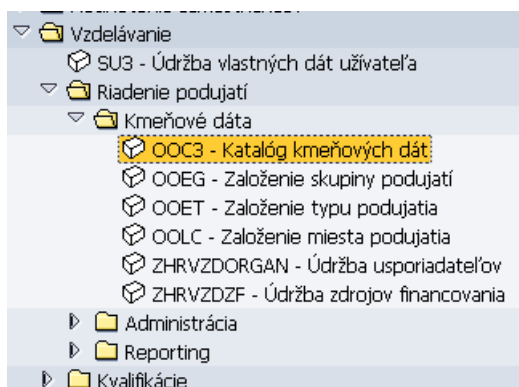 Vzdelávanie
SU3 - Údržba vlastných dát užívateľa
Riadenie podujatí
Kmeňové dáta
OOC3 - Katalóg kmeňových dát
OOEG - Založenie skupiny podujatí
OOET - Založenie typu podujatia
OOLC - Založenie miesta podujatia
ZHRVZDORGAN - Údržba usporiadateľov
ZHRVZDZF - Údržba zdrojov financovania
Administrácia
Reporting
Kvalifikácie